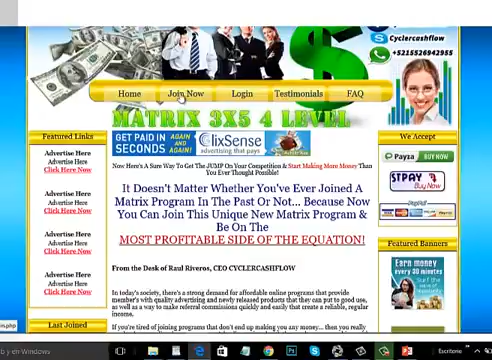 Cyclercashflow
+5215526942955
Home
Join Now
Login
Testimonials
FAQ
MATRIX 3X5 4 LEVEL
Featured Links
GET PAID IN
SECONDS
AGAIN
AND
AGAIN!
ClixSense
advertising that pays
We Accept
Advertise Here
Advertise Here
Click Here Now
Now Here's A Sure Way To Get The JUMP On Your Competition & Start Making More Money Than
You Ever Thought Possible!
Payza BUY NOW
STPAY
Buy Now
PayPal
Advertise Here
Advertise Here
Click Here Now
It Doesn't Matter Whether You've Ever Joined A
Matrix Program In The Past Or Not... Because Now
You Can Join This Unique New Matrix Program &
Be On The
MOST PROFITABLE SIDE OF THE EQUATION!
Advertise Here
Advertise Here
Click Here Now
Featured Banners
Earn money
every 30 minutes
Surf the
From the Desk of Raul Riveros, CEO CYCLERCASHFLOW
Advertise Here
Advertise Here
Click Here Now
In today's society, there's a strong demand for affordable online programs that provide
member's with quality advertising and newly released products that they can put to good use,
as well as a way to make referral commissions quickly and easily that create a reliable, regular
income.
Last Joined
If you're tired of joining programs that don't end up making you any money, then you really
.php
y en Windows
Escritorio